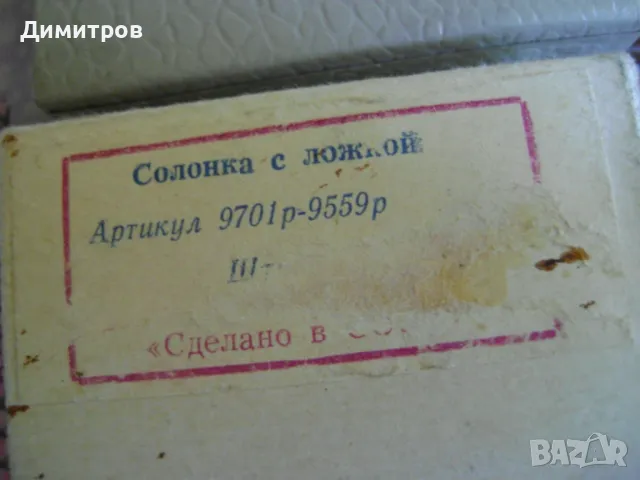 Димитров
Солонка с ложкой
Артикул 9701р-9559р
«Сделано в
BAZAR